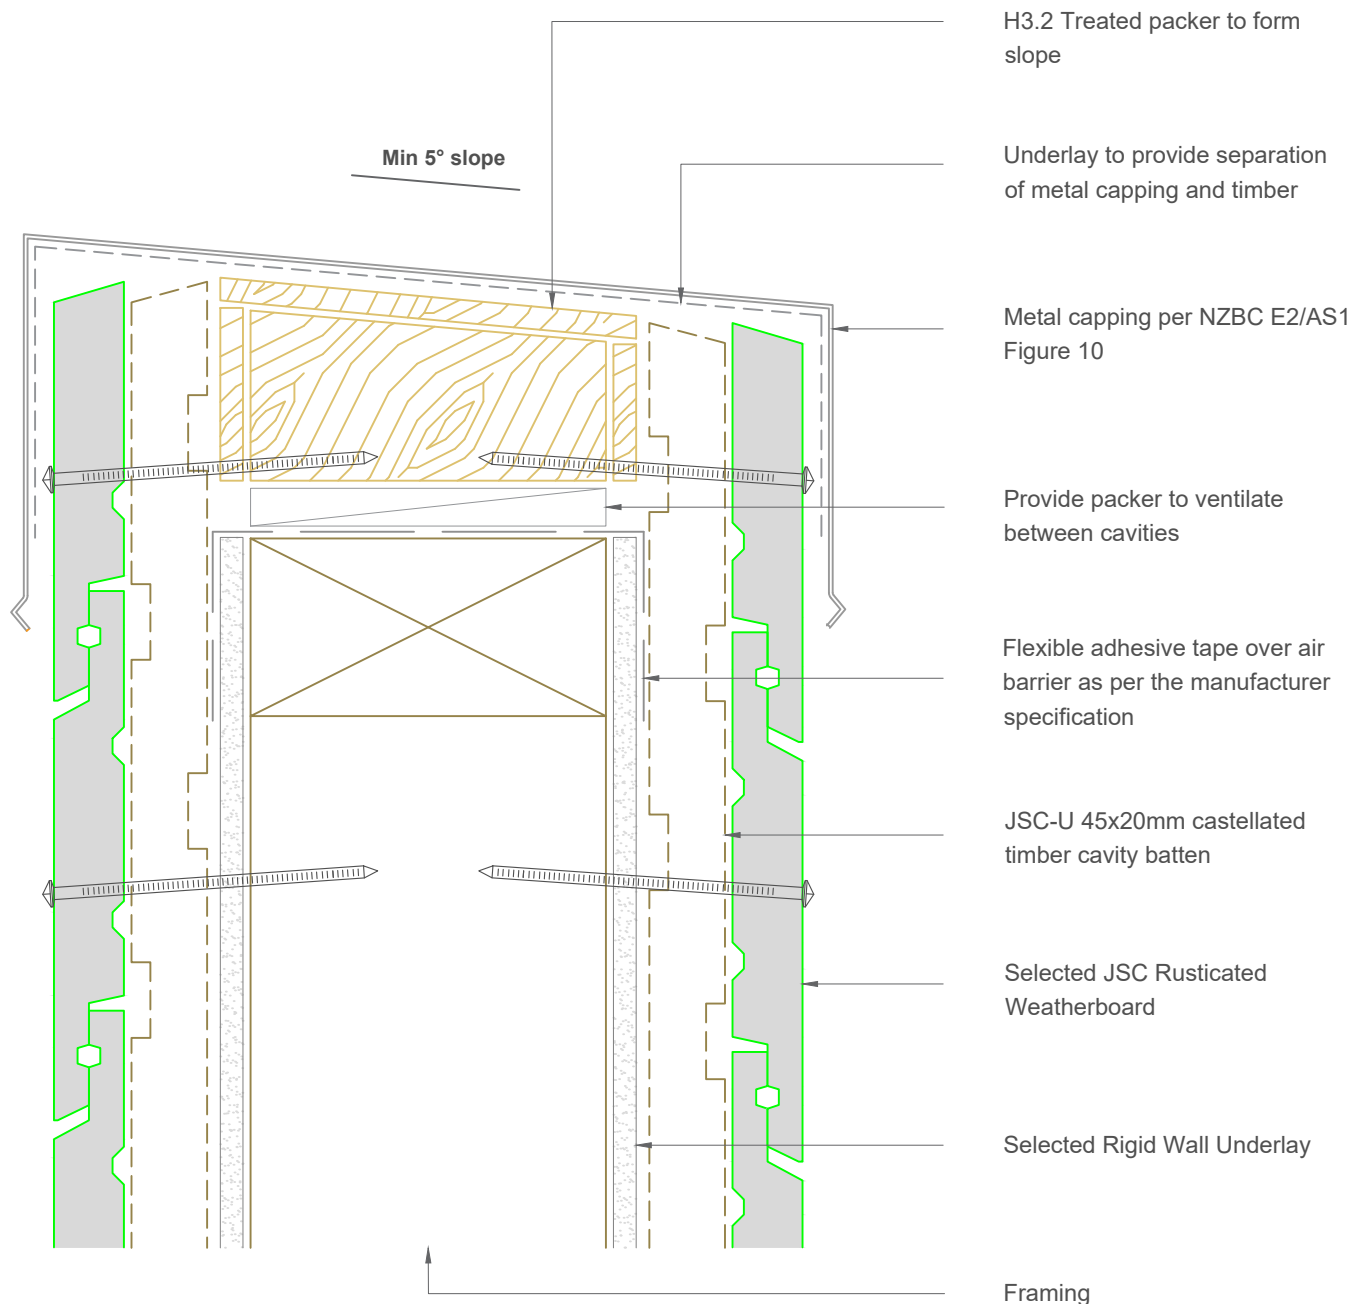 H3.2 Treated packer to form
slope
Min 5° slope
Underlay to provide separation
of metal capping and timber
Metal capping per NZBC E2/AS1
Figure 10
Provide packer to ventilate
between cavities
Flexible adhesive tape over air
barrier as per the manufacturer
specification
JSC-U 45x20mm castellated
timber cavity batten
Selected JSC Rusticated
Weatherboard
Selected Rigid Wall Underlay
Framing